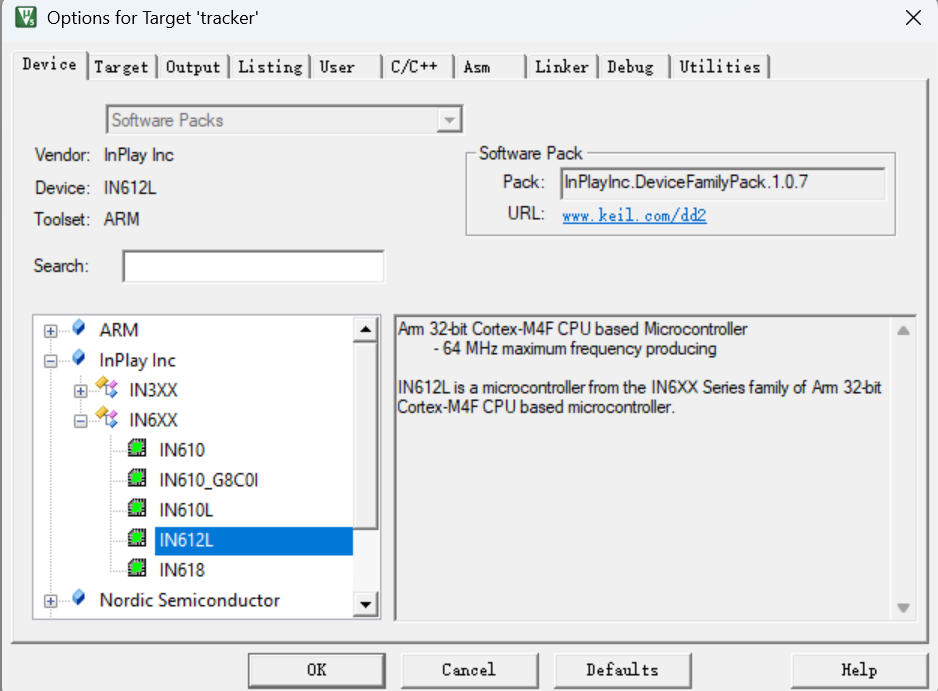 Options for Target 'tracker'
Device Target Output Listing User C/C++ Asm Linker Debug Utilities
Software Packs
Vendor: InPlay Inc
Device: IN612L
Toolset: ARM
Software Pack
Pack: InPlayInc.DeviceFamilyPack.1.0.7
URL: www.keil.com/dd2
Search:
ARM
InPlay Inc
IN3XX
IN6XX
IN610
IN610_G8C0I
IN610L
IN612L
IN618
Nordic Semiconductor
Arm 32-bit Cortex-M4F CPU based Microcontroller
- 64 MHz maximum frequency producing
IN612L is a microcontroller from the IN6XX Series family of Arm 32-bit
Cortex-M4F CPU based microcontroller.
OK Cancel Defaults Help